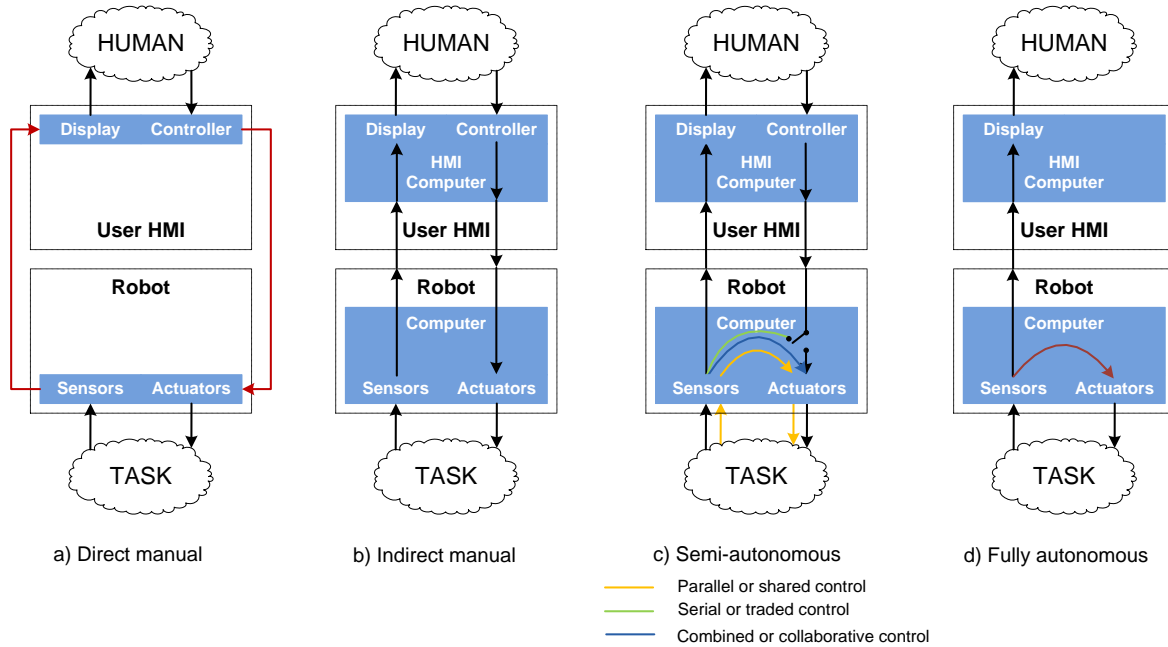 HUMAN
Display Controller
User HMI
Robot
Sensors Actuators
TASK
a) Direct manual
HUMAN
Display Controller
HMI
Computer
User HMI
Robot
Computer
Sensors Actuators
TASK
b) Indirect manual
HUMAN
Display Controller
HMI
Computer
User HMI
Robot
Computer
Sensors Actuators
TASK
c) Semi-autonomous
Parallel or shared control
Serial or traded control
Combined or collaborative control
HUMAN
Display
HMI
Computer
User HMI
Robot
Computer
Sensors Actuators
TASK
d) Fully autonomous